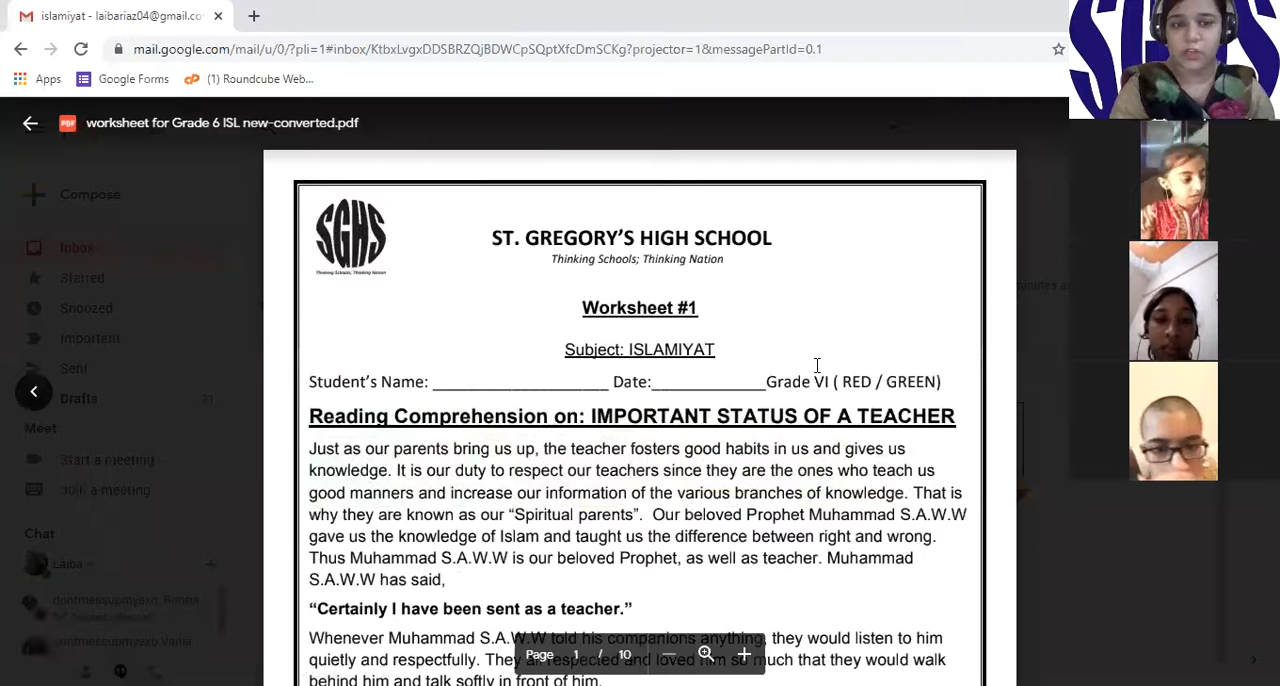 islamiyat - laibariaz04@gmail.co
mail.google.com/mail/u/0/?pli=1#inbox/KtbxLvgxDDSBRZQjBDWCpSQptXfcDmSCKg?projector=1&messagePartId=0.1
Apps Google Forms (1) Roundcube Web...
PDF worksheet for Grade 6 ISL new-converted.pdf
Compose
Inbox
Starred
Snoozed
Important
Sent
Drafts 31
Meet
Start a meeting
Join a meeting
Chat
Laiba
SGHS
Thinking Schools, Thinking Nation
ST. GREGORY'S HIGH SCHOOL
Thinking Schools; Thinking Nation
Worksheet #1
Subject: ISLAMIYAT
Student's Name: ____________________ Date:_____________Grade VI ( RED / GREEN)
Reading Comprehension on: IMPORTANT STATUS OF A TEACHER
Just as our parents bring us up, the teacher fosters good habits in us and gives us
knowledge. It is our duty to respect our teachers since they are the ones who teach us
good manners and increase our information of the various branches of knowledge. That is
why they are known as our “Spiritual parents”. Our beloved Prophet Muhammad S.A.W.W
gave us the knowledge of Islam and taught us the difference between right and wrong.
Thus Muhammad S.A.W.W is our beloved Prophet, as well as teacher. Muhammad
S.A.W.W has said,
“Certainly I have been sent as a teacher.”
Whenever Muhammad S.A.W.W told his companions anything, they would listen to him
quietly and respectfully. They all respected and loved him so much that they would walk
behind him and talk softly in front of him.
Page 1 / 10